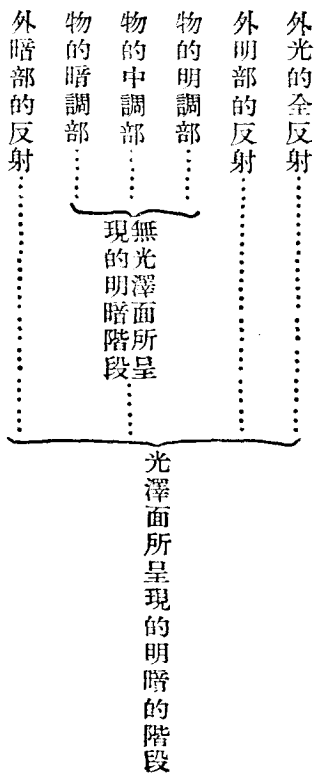 外光的全反射
外明部的反射
物的明調部
物的中調部
物的暗調部
外暗部的反射
無光澤面所呈
現的明暗階段
光澤面所呈現的明暗的階段